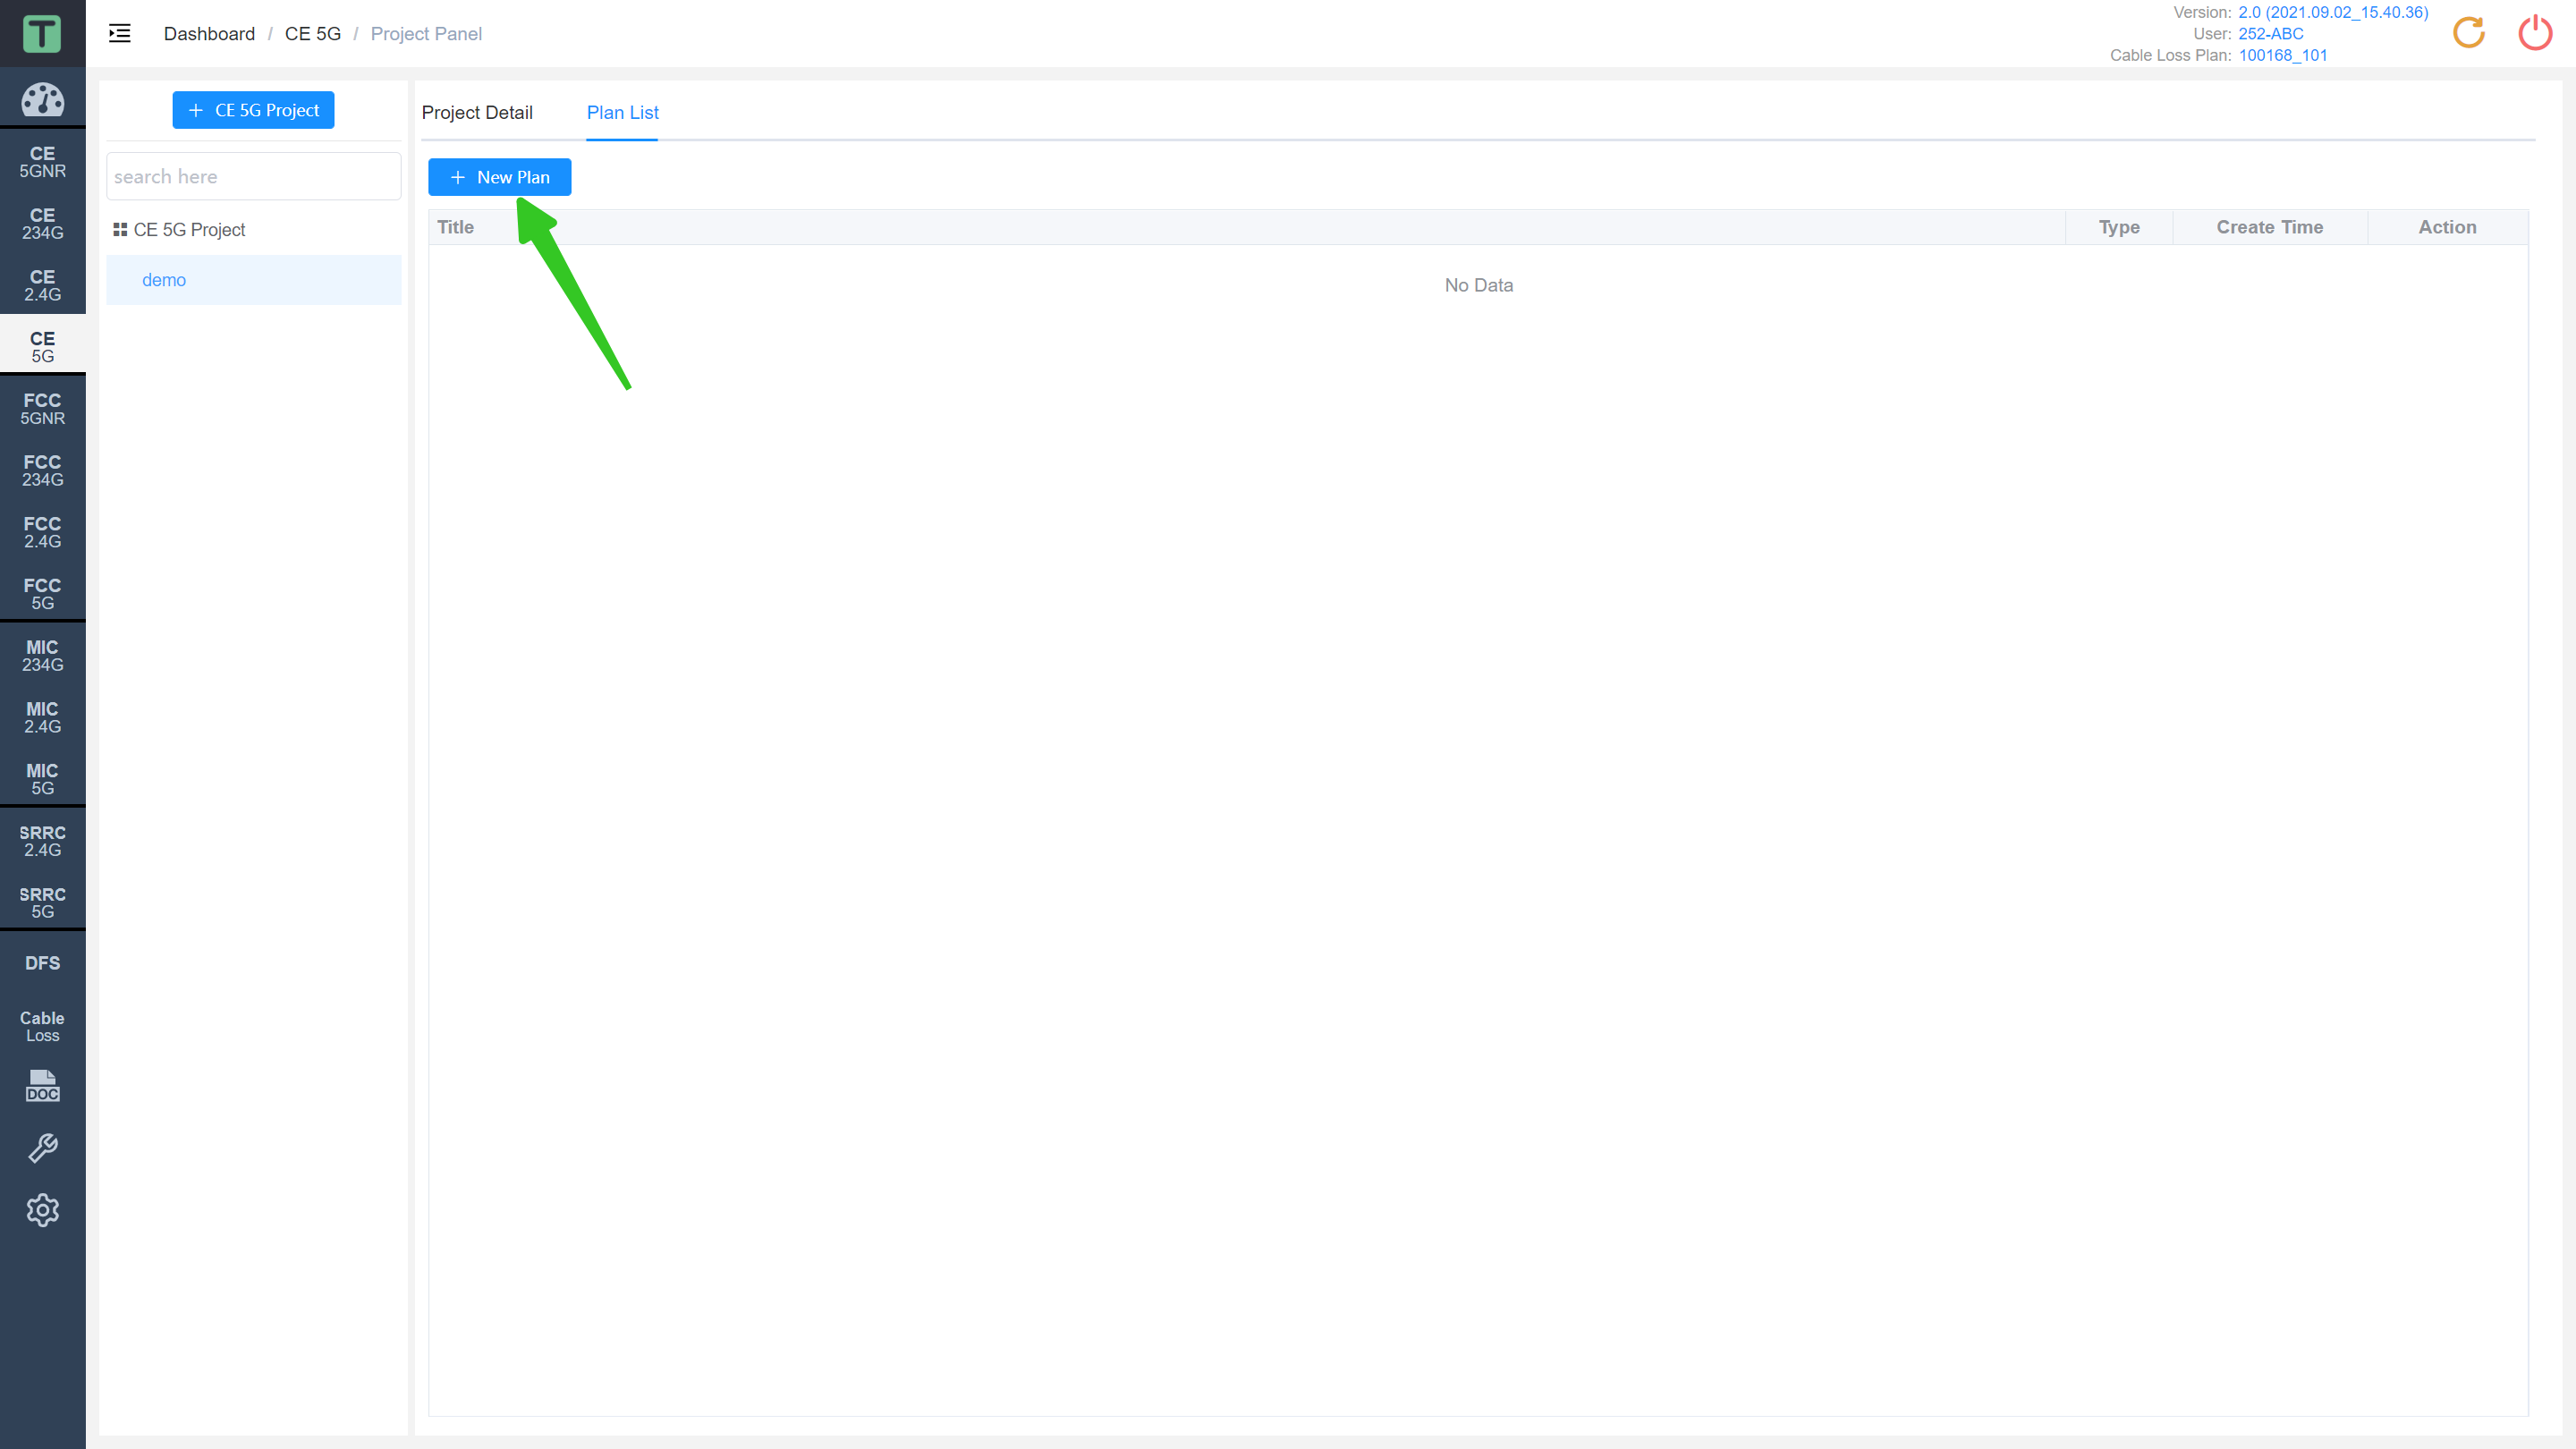 T
Dashboard / CE 5G / Project Panel
Version: 2.0 (2021.09.02_15.40.36)
User: 252-ABC
Cable Loss Plan: 100168_101
CE
5GNR
CE
234G
CE
2.4G
CE
5G
FCC
5GNR
FCC
234G
FCC
2.4G
FCC
5G
MIC
234G
MIC
2.4G
MIC
5G
SRRC
2.4G
SRRC
5G
DFS
Cable
Loss
DOC
+ CE 5G Project
search here
CE 5G Project
demo
Project Detail Plan List
+ New Plan
Title Type Create Time Action
No Data